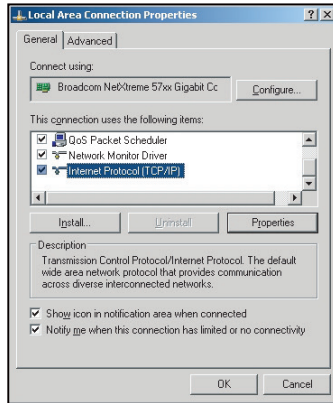 Local Area Connection Properties
General Advanced
Connect using:
Broadcom NetXtreme 57xx Gigabit Cc Configure...
This connection uses the following items:
QoS Packet Scheduler
Network Monitor Driver
Internet Protocol (TCP/IP)
Install... Uninstall Properties
Description
Transmission Control Protocol/Internet Protocol. The default
wide area network protocol that provides communication
across diverse interconnected networks.
Show icon in notification area when connected
Notify me when this connection has limited or no connectivity
OK Cancel